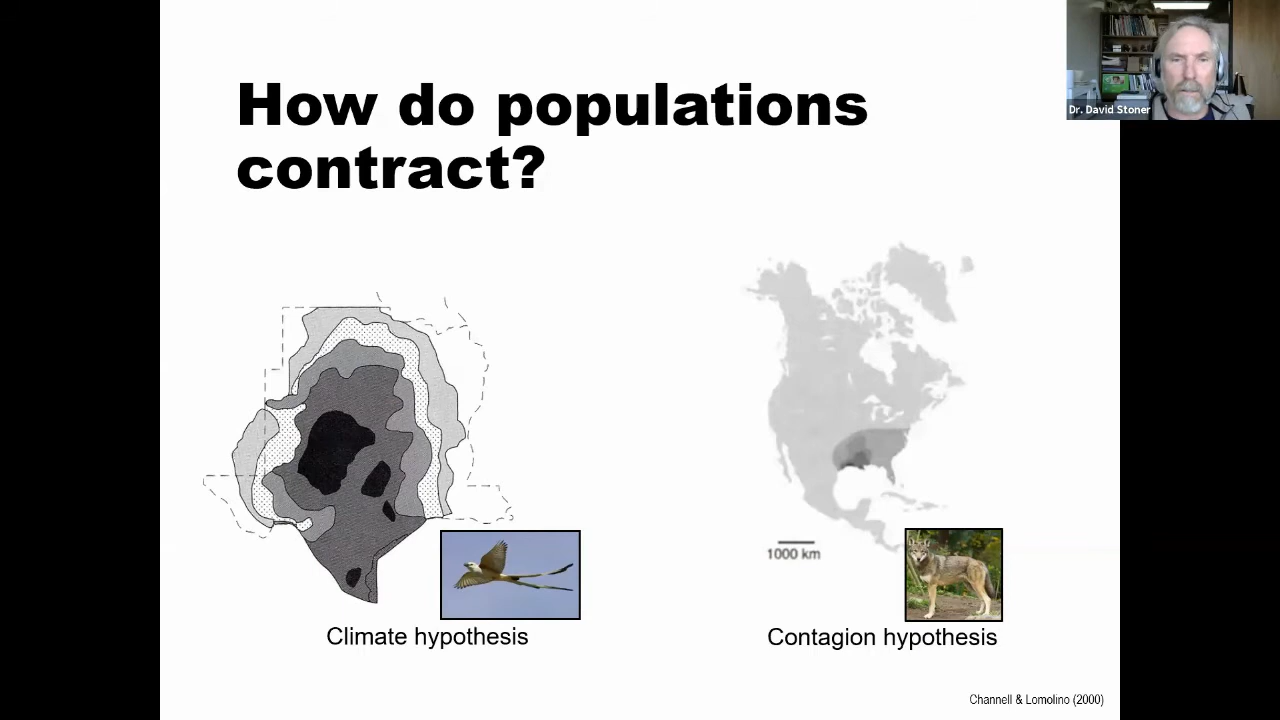 How do populations
contract?
Dr. David Stoner
1000 km
Climate hypothesis
Contagion hypothesis
Channell & Lomolino (2000)